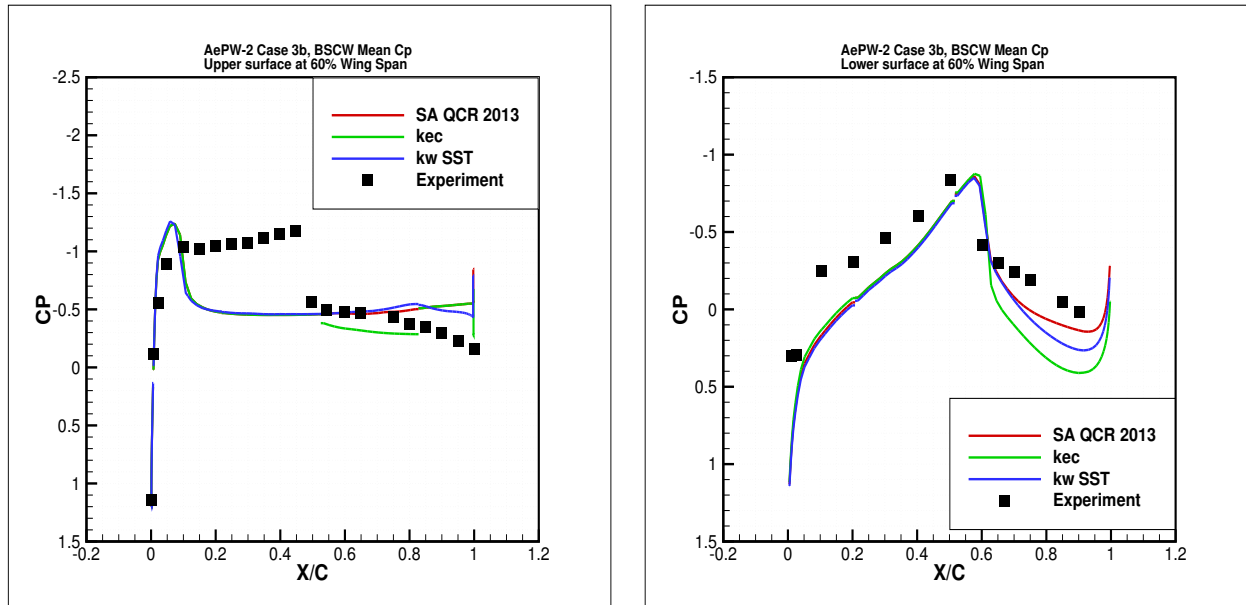 AePW-2 Case 3b, BSCW Mean Cp
Upper surface at 60% Wing Span
-2.5
-2
-1.5
-1
-0.5
0
0.5
1
1.5
CP
SA QCR 2013
kec
kw SST
Experiment
-0.2 0 0.2 0.4 0.6 0.8 1 1.2
X/C
AePW-2 Case 3b, BSCW Mean Cp
Lower surface at 60% Wing Span
-1.5
-1
-0.5
0
0.5
1
1.5
CP
SA QCR 2013
kec
kw SST
Experiment
-0.2 0 0.2 0.4 0.6 0.8 1 1.2
X/C